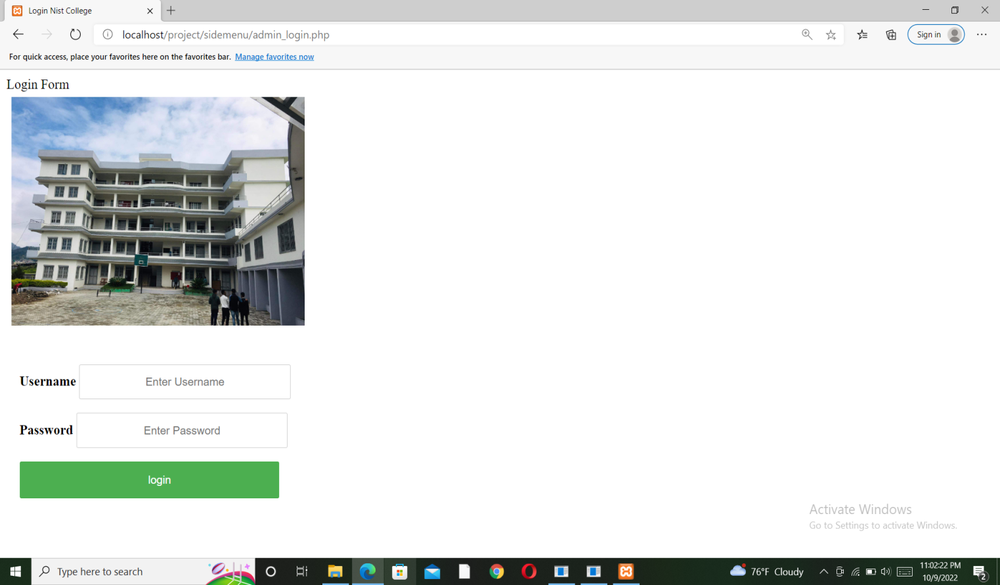 Login Nist College
localhost/project/sidemenu/admin_login.php
Sign in
For quick access, place your favorites here on the favorites bar. Manage favorites now
Login Form
Username Enter Username
Password Enter Password
login
Activate Windows
Go to Settings to activate Windows.
Type here to search
76°F Cloudy
11:02:22 PM
10/9/2022
2